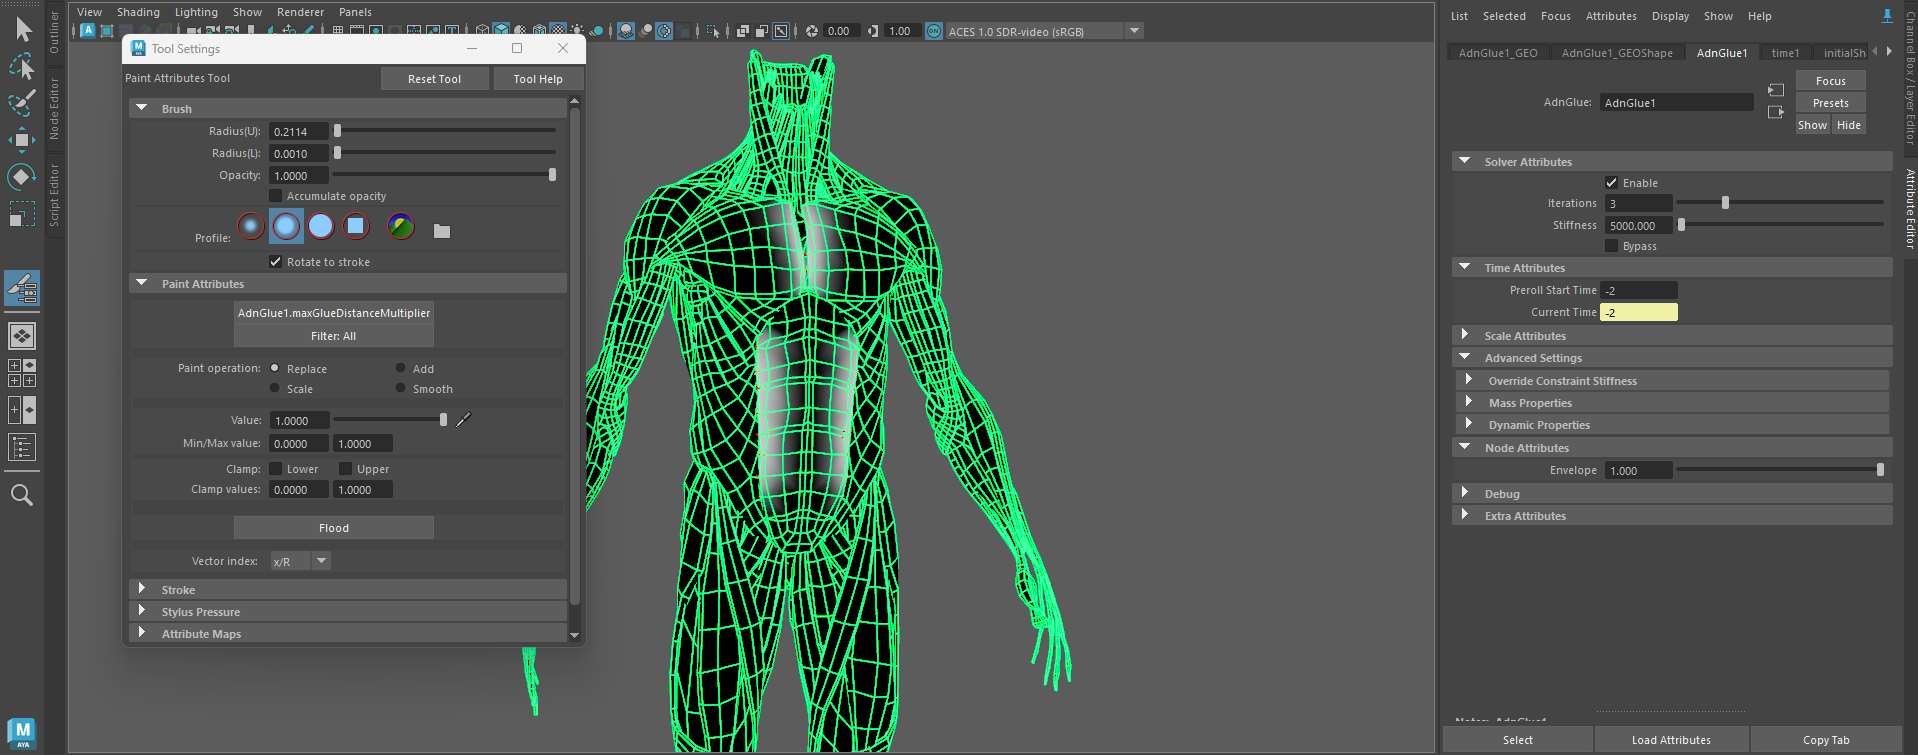 View Shading Lighting Show Renderer Panels
0.00 1.00 ON ACES 1.0 SDR-video (sRGB)
Outliner
Node Editor
Script Editor
M
AYA
Tool Settings
Paint Attributes Tool Reset Tool Tool Help
Brush
Radius(U): 0.2114
Radius(L): 0.0010
Opacity: 1.0000
Accumulate opacity
Profile:
Rotate to stroke
Paint Attributes
AdnGlue1.maxGlueDistanceMultiplier
Filter: All
Paint operation: Replace Add
Scale Smooth
Value: 1.0000
Min/Max value: 0.0000 1.0000
Clamp: Lower Upper
Clamp values: 0.0000 1.0000
Flood
Vector index: x/R
Stroke
Stylus Pressure
Attribute Maps
List Selected Focus Attributes Display Show Help
AdnGlue1_GEO AdnGlue1_GEOShape AdnGlue1 time1 initialSh
AdnGlue: AdnGlue1
Focus
Presets
Show Hide
Solver Attributes
Enable
Iterations 3
Stiffness 5000.000
Bypass
Time Attributes
Preroll Start Time -2
Current Time -2
Scale Attributes
Advanced Settings
Override Constraint Stiffness
Mass Properties
Dynamic Properties
Node Attributes
Envelope 1.000
Debug
Extra Attributes
Notes: AdnGlue1
Select Load Attributes Copy Tab
Channel Box / Layer Editor
Attribute Editor